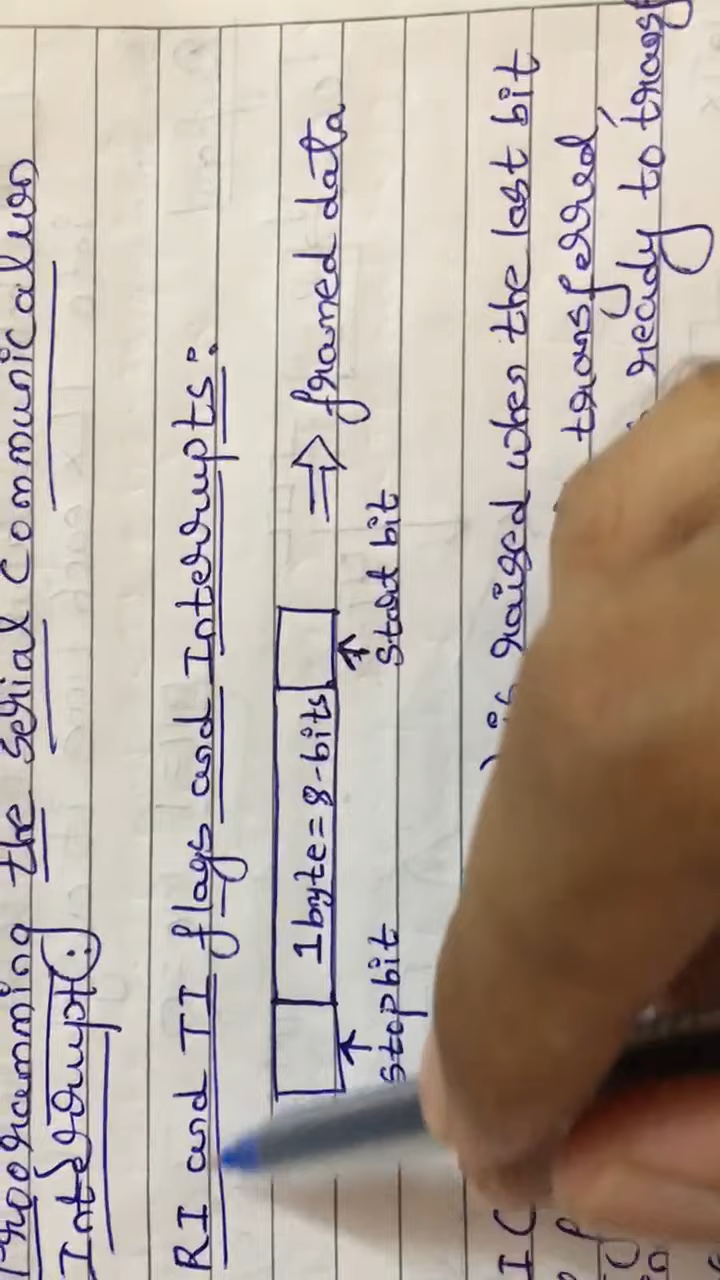 Programming the Serial Communication
Interrupt:
RI and TI flags and Interrupts:
1 byte = 8-bits ⇒ framed data
stop bit start bit
is raised when the last bit
transferred
ready to